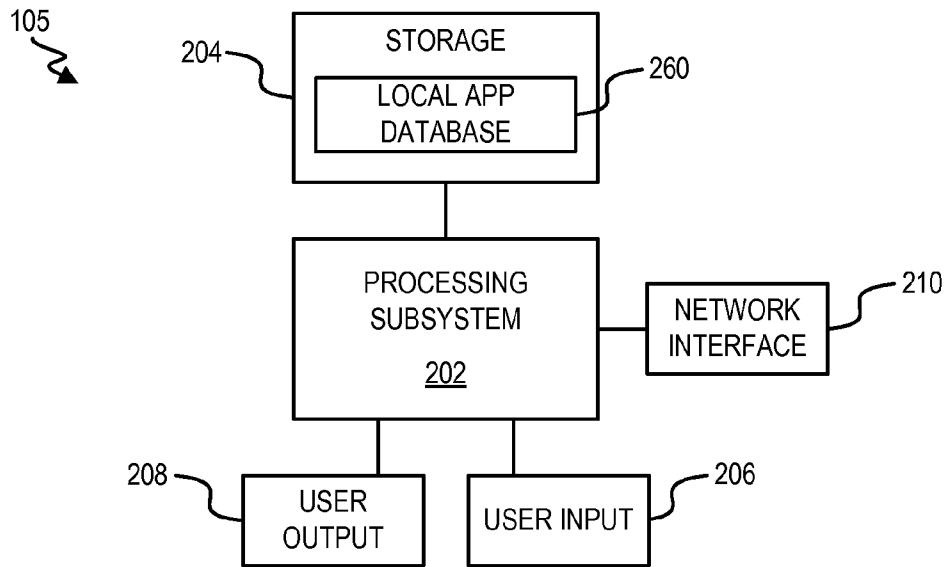 105
STORAGE
204
260
LOCAL APP
DATABASE
PROCESSING
SUBSYSTEM
202
210
NETWORK
INTERFACE
208
USER
OUTPUT
206
USER INPUT